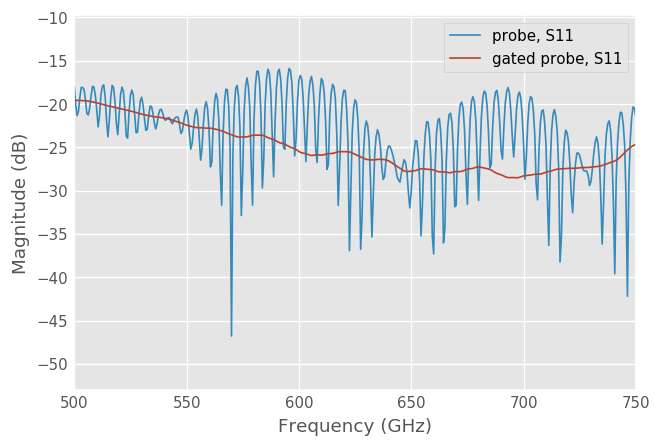 −10
−15
−20
−25
−30
−35
−40
−45
−50
Magnitude (dB)
probe, S11
gated probe, S11
500 550 600 650 700 750
Frequency (GHz)